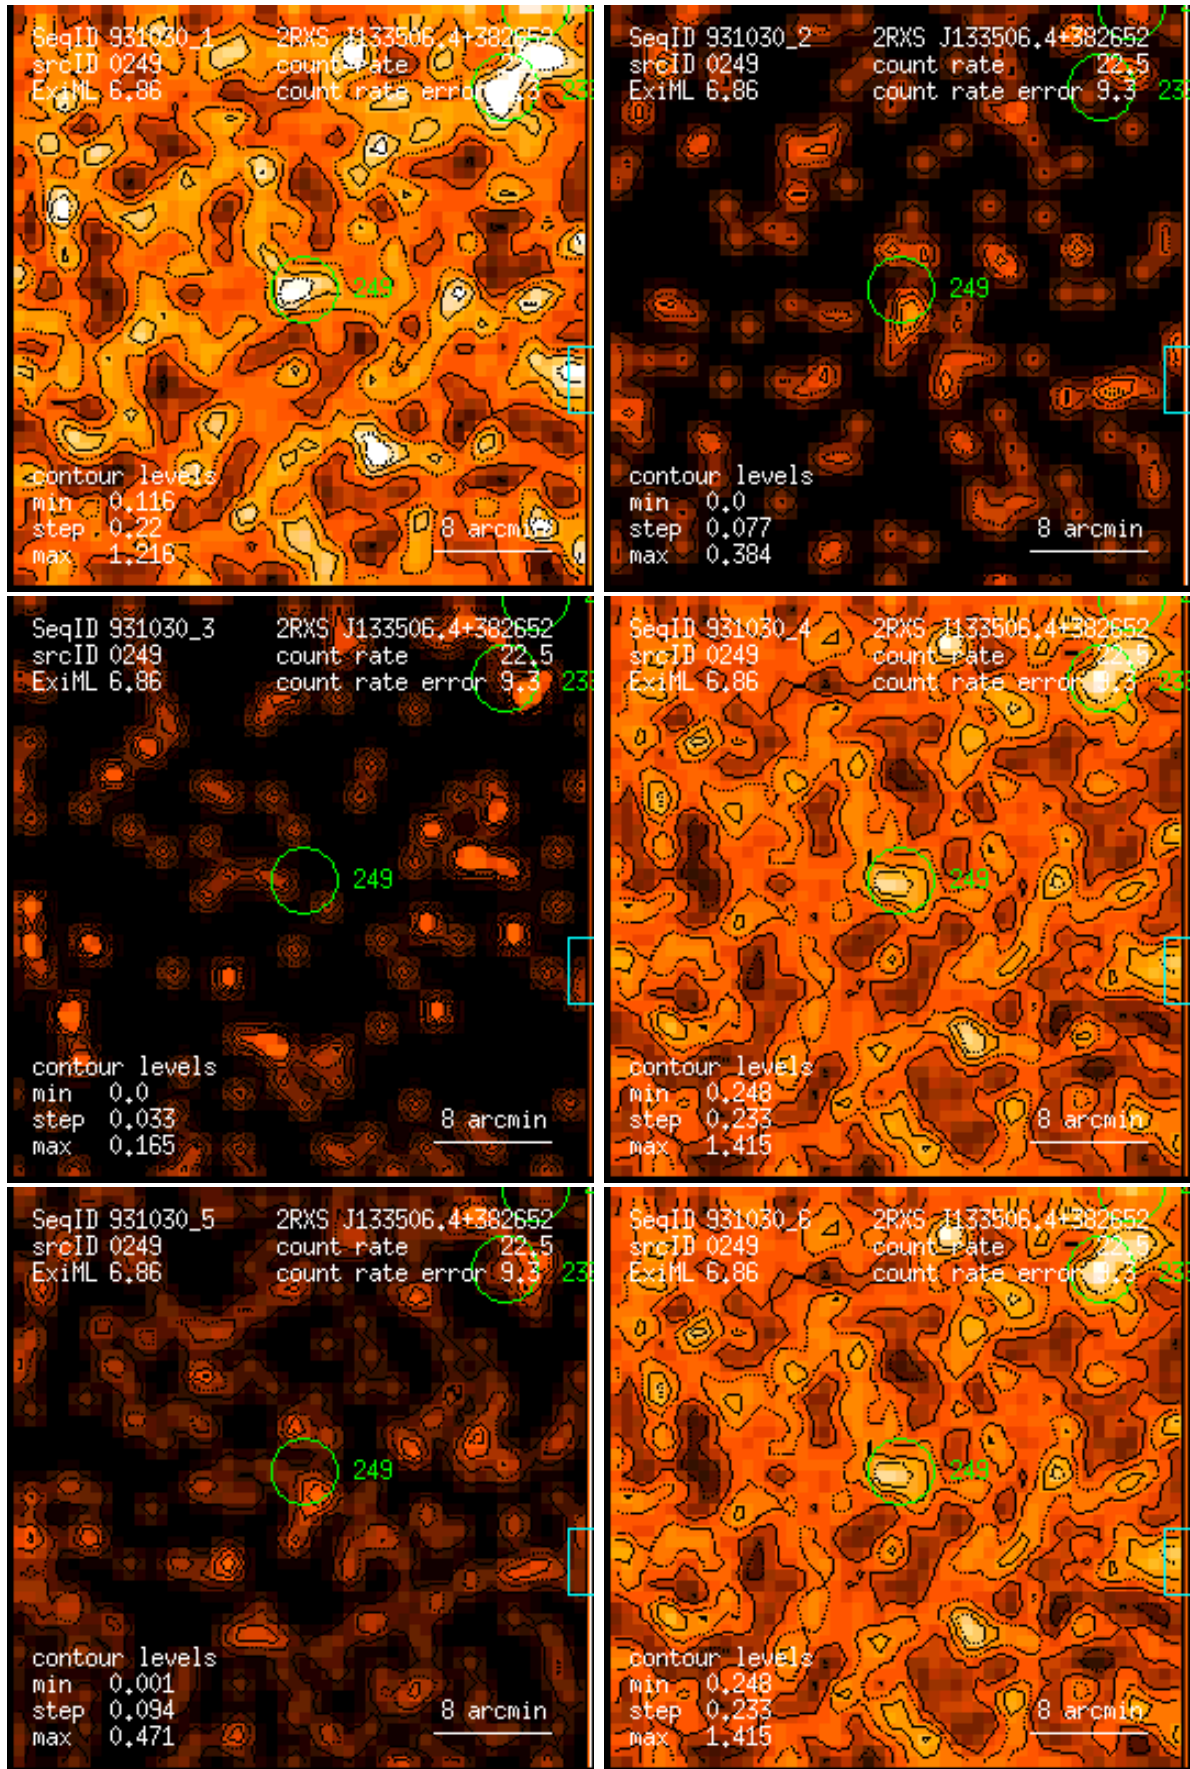 SeqID 931030_1 2RXS J133506.4+382652
srcID 0249 count rate
ExiML 6.86 count rate error 9.3
249
contour levels
min 0.116
step 0.22 8 arcmin
max 1.216
SeqID 931030_2 2RXS J133506.4+382652
srcID 0249 count rate 22.5
ExiML 6.86 count rate error 9.3
249
contour levels
min 0.0
step 0.077 8 arcmin
max 0.384
SeqID 931030_3 2RXS J133506.4+382652
srcID 0249 count rate 22.5
ExiML 6.86 count rate error 9.3
249
contour levels
min 0.0
step 0.033 8 arcmin
max 0.165
SeqID 931030_4 2RXS J133506.4+382652
srcID 0249 count rate 22.5
ExiML 6.86 count rate error 9.3
249
contour levels
min 0.248
step 0.233 8 arcmin
max 1.415
SeqID 931030_5 2RXS J133506.4+382652
srcID 0249 count rate 22.5
ExiML 6.86 count rate error 9.3
249
contour levels
min 0.001
step 0.094 8 arcmin
max 0.471
SeqID 931030_6 2RXS J133506.4+382652
srcID 0249 count rate 22.5
ExiML 6.86 count rate error 9.3
249
contour levels
min 0.248
step 0.233 8 arcmin
max 1.415